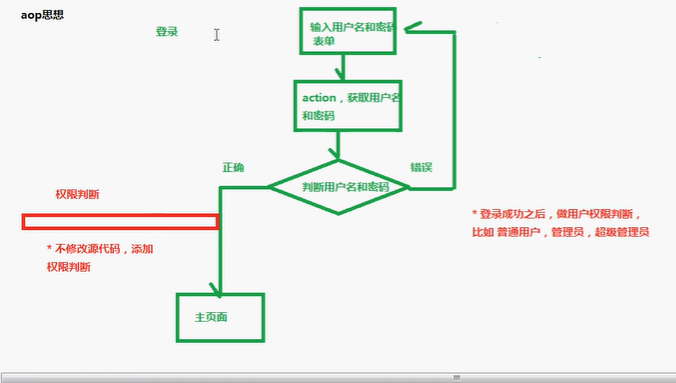 aop思想
登录
输入用户名和密码
表单
action，获取用户名
和密码
正确
判断用户名和密码
错误
权限判断
* 不修改源代码，添加
权限判断
* 登录成功之后，做用户权限判断，
比如 普通用户，管理员，超级管理员
主页面